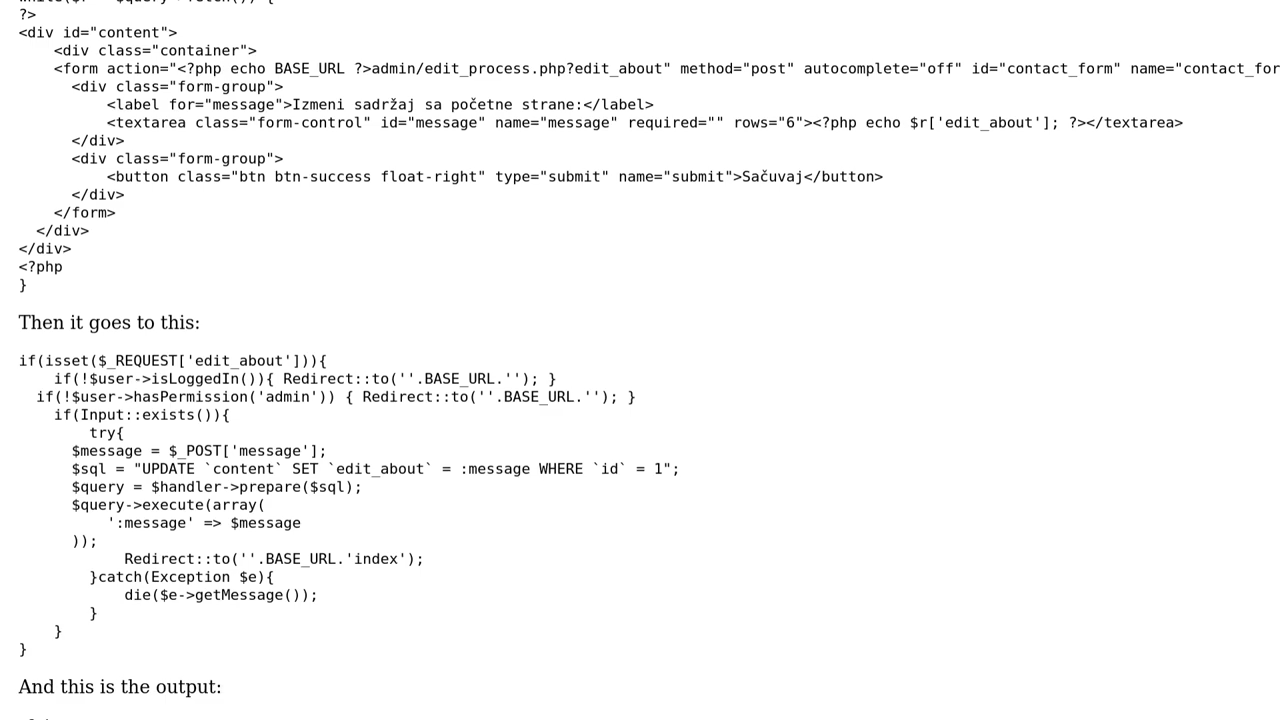 ?>
<div id="content">
    <div class="container">
    <form action="<?php echo BASE_URL ?>admin/edit_process.php?edit_about" method="post" autocomplete="off" id="contact_form" name="contact_for
      <div class="form-group">
          <label for="message">Izmeni sadržaj sa početne strane:</label>
          <textarea class="form-control" id="message" name="message" required="" rows="6"><?php echo $r['edit_about']; ?></textarea>
      </div>
      <div class="form-group">
          <button class="btn btn-success float-right" type="submit" name="submit">Sačuvaj</button>
      </div>
    </form>
  </div>
</div>
<?php
}
Then it goes to this:
if(isset($_REQUEST['edit_about'])){
    if(!$user->isLoggedIn()){ Redirect::to(''.BASE_URL.''); }
  if(!$user->hasPermission('admin')) { Redirect::to(''.BASE_URL.''); }
    if(Input::exists()){
        try{
      $message = $_POST['message'];
      $sql = "UPDATE `content` SET `edit_about` = :message WHERE `id` = 1";
      $query = $handler->prepare($sql);
      $query->execute(array(
          ':message' => $message
      ));
            Redirect::to(''.BASE_URL.'index');
        }catch(Exception $e){
            die($e->getMessage());
        }
    }
}
And this is the output: